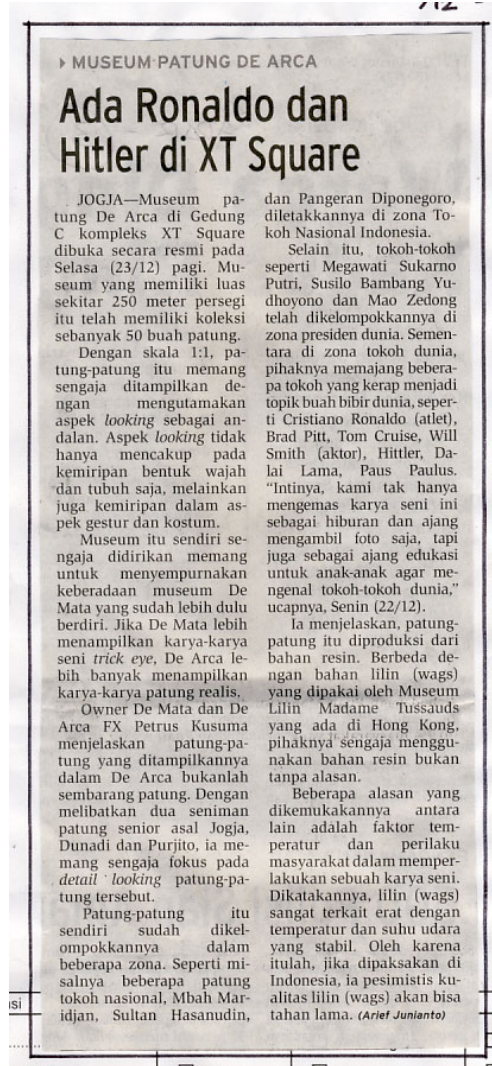 MUSEUM PATUNG DE ARCA
Ada Ronaldo dan
Hitler di XT Square
JOGJA—Museum pa-
tung De Arca di Gedung
C kompleks XT Square
dibuka secara resmi pada
Selasa (23/12) pagi. Mu-
seum yang memiliki luas
sekitar 250 meter persegi
itu telah memiliki koleksi
sebanyak 50 buah patung.
Dengan skala 1:1, pa-
tung-patung itu memang
sengaja ditampilkan de-
ngan mengutamakan
aspek looking sebagai an-
dalan. Aspek looking tidak
hanya mencakup pada
kemiripan bentuk wajah
dan tubuh saja, melainkan
juga kemiripan dalam as-
pek gestur dan kostum.
Museum itu sendiri se-
ngaja didirikan memang
untuk menyempurnakan
keberadaan museum De
Mata yang sudah lebih dulu
berdiri. Jika De Mata lebih
menampilkan karya-karya
seni trick eye, De Arca le-
bih banyak menampilkan
karya-karya patung realis.
Owner De Mata dan De
Arca FX Petrus Kusuma
menjelaskan patung-pa-
tung yang ditampilkannya
dalam De Arca bukanlah
sembarang patung. Dengan
melibatkan dua seniman
patung senior asal Jogja,
Dunadi dan Purjito, ia me-
mang sengaja fokus pada
detail looking patung-pa-
tung tersebut.
Patung-patung itu
sendiri sudah dikel-
ompokkannya dalam
beberapa zona. Seperti mi-
salnya beberapa patung
tokoh nasional, Mbah Mar-
idjan, Sultan Hasanudin,
dan Pangeran Diponegoro,
diletakkannya di zona To-
koh Nasional Indonesia.
Selain itu, tokoh-tokoh
seperti Megawati Sukarno
Putri, Susilo Bambang Yu-
dhoyono dan Mao Zedong
telah dikelompokkannya di
zona presiden dunia. Semen-
tara di zona tokoh dunia,
pihaknya memajang bebera-
pa tokoh yang kerap menjadi
topik buah bibir dunia, seper-
ti Cristiano Ronaldo (atlet),
Brad Pitt, Tom Cruise, Will
Smith (aktor), Hittler, Da-
lai Lama, Paus Paulus.
“Intinya, kami tak hanya
mengemas karya seni ini
sebagai hiburan dan ajang
mengambil foto saja, tapi
juga sebagai ajang edukasi
untuk anak-anak agar me-
ngenal tokoh-tokoh dunia,”
ucapnya, Senin (22/12).
Ia menjelaskan, patung-
patung itu diproduksi dari
bahan resin. Berbeda de-
ngan bahan lilin (wags)
yang dipakai oleh Museum
Lilin Madame Tussauds
yang ada di Hong Kong,
pihaknya sengaja menggu-
nakan bahan resin bukan
tanpa alasan.
Beberapa alasan yang
dikemukakannya antara
lain adalah faktor tem-
peratur dan perilaku
masyarakat dalam memper-
lakukan sebuah karya seni.
Dikatakannya, lilin (wags)
sangat terkait erat dengan
temperatur dan suhu udara
yang stabil. Oleh karena
itulah, jika dipaksakan di
Indonesia, ia pesimistis ku-
alitas lilin (wags) akan bisa
tahan lama. (Arief Junianto)
si